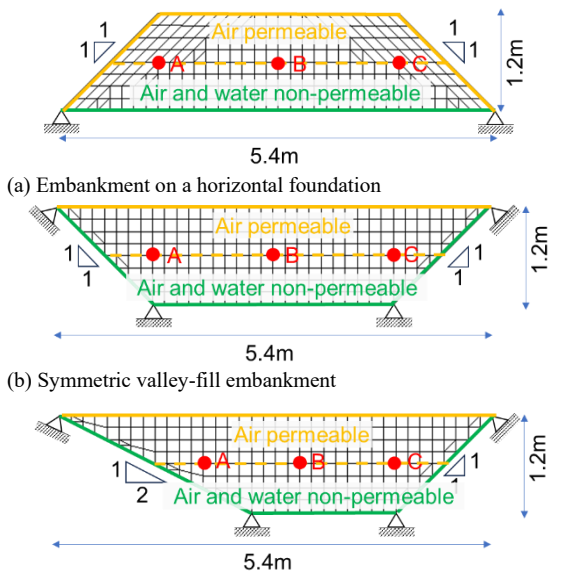 1
1
Air permeable
1
1
A B C
Air and water non-permeable
1.2m
5.4m
(a) Embankment on a horizontal foundation
Air permeable
A B C
1
1
1
1
Air and water non-permeable
1.2m
5.4m
(b) Symmetric valley-fill embankment
Air permeable
A B C
1
2
1
Air and water non-permeable
1.2m
5.4m